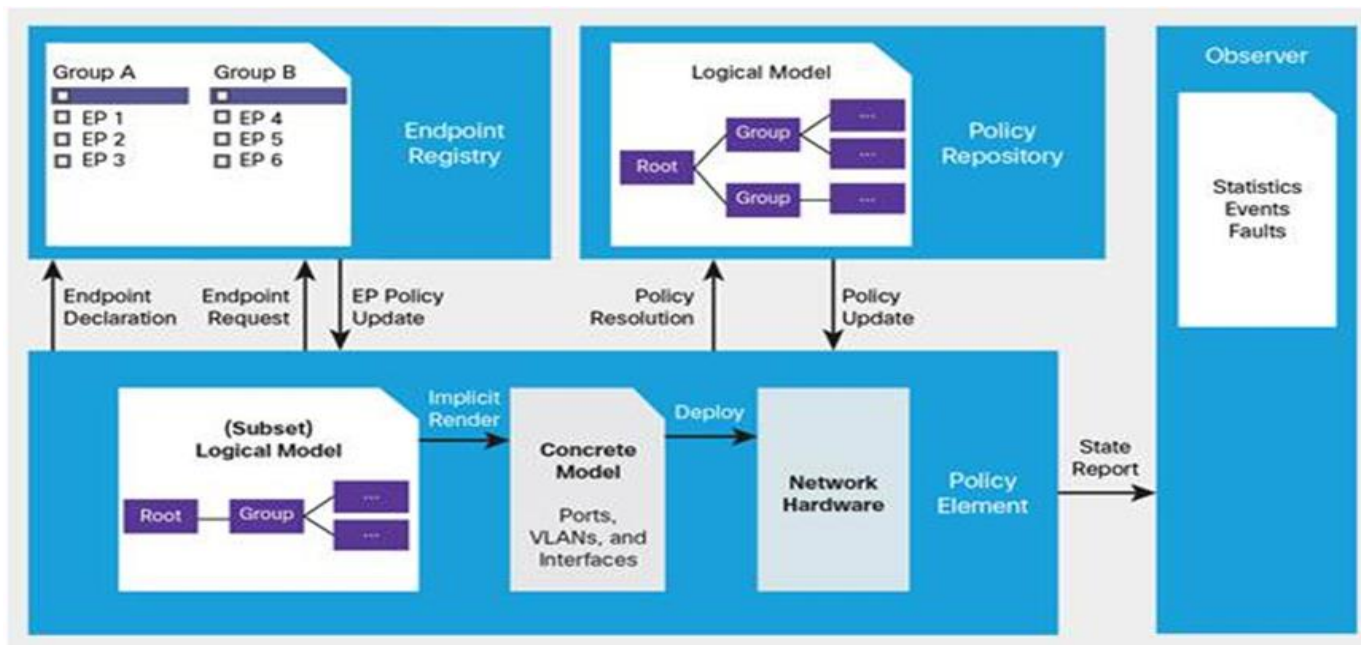 Group A
EP 1
EP 2
EP 3
Group B
EP 4
EP 5
EP 6
Endpoint
Registry
Logical Model
Root
Group
...
...
Group
...
Policy
Repository
Observer
Statistics
Events
Faults
Endpoint
Declaration
Endpoint
Request
EP Policy
Update
Policy
Resolution
Policy
Update
(Subset)
Logical Model
Root
Group
...
...
Implicit
Render
Concrete
Model
Ports,
VLANs, and
Interfaces
Deploy
Network
Hardware
Policy
Element
State
Report